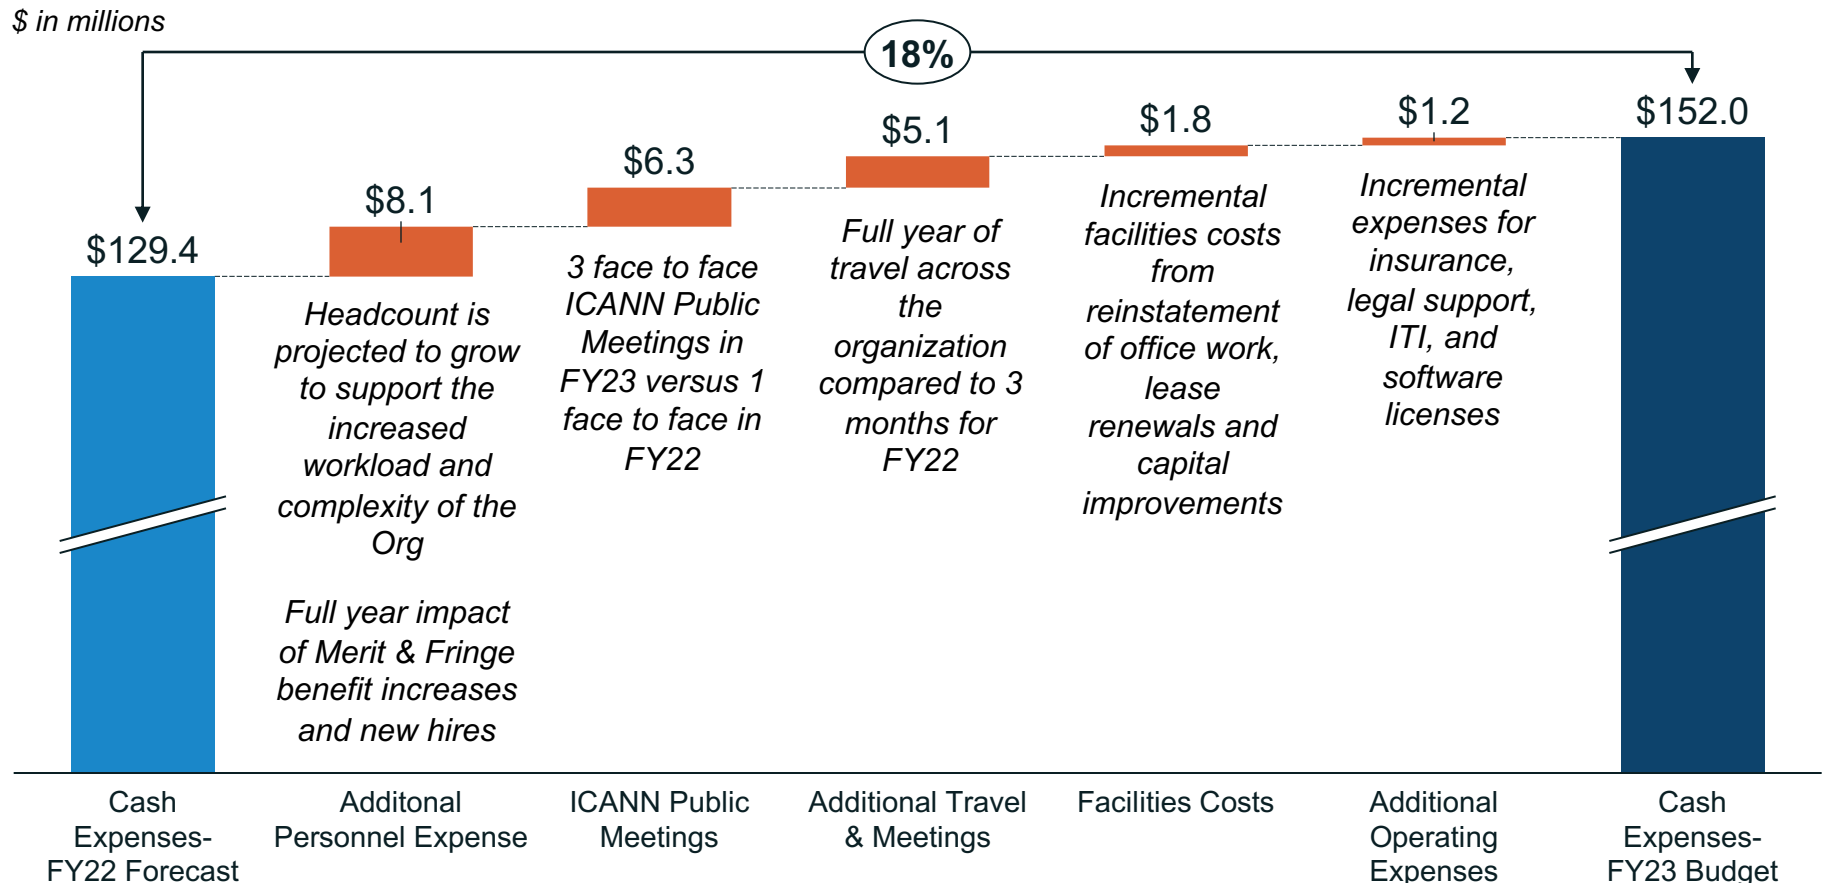 $ in millions
18%
$129.4
$8.1
$6.3
$5.1
$1.8
$1.2
$152.0
Headcount is
projected to grow
to support the
increased
workload and
complexity of the
Org
Full year impact
of Merit & Fringe
benefit increases
and new hires
3 face to face
ICANN Public
Meetings in
FY23 versus 1
face to face in
FY22
Full year of
travel across
the
organization
compared to 3
months for
FY22
Incremental
facilities costs
from
reinstatement
of office work,
lease
renewals and
capital
improvements
Incremental
expenses for
insurance,
legal support,
ITI, and
software
licenses
Cash
Expenses-
FY22 Forecast
Additonal
Personnel Expense
ICANN Public
Meetings
Additional Travel
& Meetings
Facilities Costs
Additional
Operating
Expenses
Cash
Expenses-
FY23 Budget